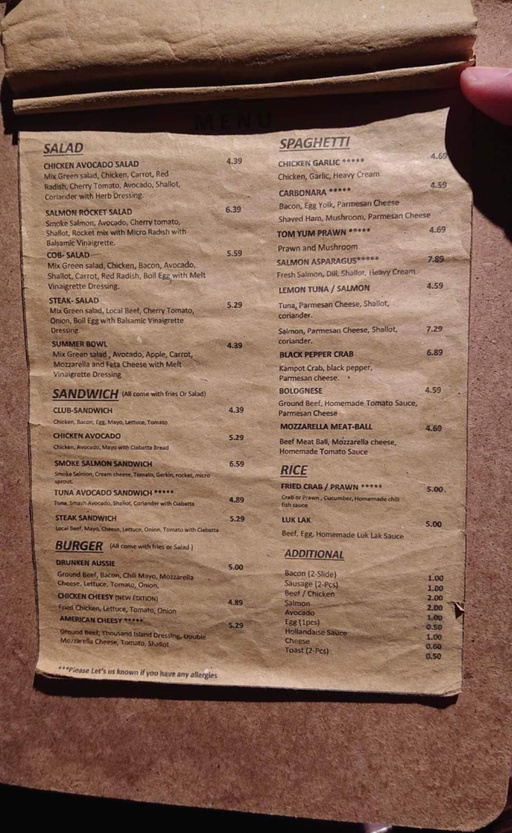 MENU
SALAD
CHICKEN AVOCADO SALAD 4.39
Mix Green salad, Chicken, Carrot, Red
Radish, Cherry Tomato, Avocado, Shallot,
Coriander with Herb Dressing.
SALMON ROCKET SALAD 6.39
Smoke Salmon, Avocado, Cherry tomato,
Shallot, Rocket mix with Micro Radish with
Balsamic Vinaigrette.
COB- SALAD 5.59
Mix Green salad, Chicken, Bacon, Avocado,
Shallot, Carrot, Red Radish, Boil Egg with Melt
Vinaigrette Dressing.
STEAK- SALAD 5.29
Mix Green salad, Local Beef, Cherry Tomato,
Onion, Boil Egg with Balsamic Vinaigrette
Dressing
SUMMER BOWL 4.39
Mix Green salad , Avocado, Apple, Carrot,
Mozzarella and Feta Cheese with Melt
Vinaigrette Dressing
SANDWICH (All come with fries Or Salad)
CLUB-SANDWICH 4.39
Chicken, Bacon, Egg, Mayo, Lettuce, Tomato
CHICKEN AVOCADO 5.29
Chicken, Avocado, Mayo with Ciabatta Bread
SMOKE SALMON SANDWICH 6.59
Smoke Salmon, Cream cheese, Tomato, Gerkin, rocket, micro
sprout.
TUNA AVOCADO SANDWICH ***** 4.89
Tuna, Smash Avocado, Shallot, Coriander with Ciabatta
STEAK SANDWICH 5.29
Local Beef, Mayo, Cheese, Lettuce, Onion, Tomato with Ciabatta
BURGER (All come with fries or Salad )
DRUNKEN AUSSIE 5.00
Ground Beef, Bacon, Chili Mayo, Mozzarella
Cheese, Lettuce, Tomato, Onion,
CHICKEN CHEESY (NEW EDITION) 4.89
Fried Chicken, Lettuce, Tomato, Onion
AMERICAN CHEESY ***** 5.29
Ground Beef, Thousand Island Dressing, Double
Mozzarella Cheese, Tomato, Shallot
***Please Let's us known if you have any allergies
SPAGHETTI
CHICKEN GARLIC ***** 4.69
Chicken, Garlic, Heavy Cream
CARBONARA ***** 4.59
Bacon, Egg Yolk, Parmesan Cheese
Shaved Ham, Mushroom, Parmesan Cheese
TOM YUM PRAWN ***** 4.69
Prawn and Mushroom
SALMON ASPARAGUS***** 7.89
Fresh Salmon, Dill, Shallot, Heavy Cream
LEMON TUNA / SALMON 4.59
Tuna, Parmesan Cheese, Shallot,
coriander.
Salmon, Parmesan Cheese, Shallot, 7.29
coriander.
BLACK PEPPER CRAB 6.89
Kampot Crab, black pepper,
Parmesan cheese.
BOLOGNESE 4.59
Ground Beef, Homemade Tomato Sauce,
Parmesan Cheese
MOZZARELLA MEAT-BALL 4.69
Beef Meat Ball, Mozzarella cheese,
Homemade Tomato Sauce
RICE
FRIED CRAB / PRAWN ***** 5.00
Crab or Prawn , Cucumber, Homemade chili
fish sauce
LUK LAK 5.00
Beef, Egg, Homemade Luk Lak Sauce
ADDITIONAL
Bacon (2-Slide) 1.00
Sausage (2-Pcs) 1.00
Beef / Chicken 2.00
Salmon 2.00
Avocado 1.00
Egg (1pcs) 0.50
Hollandaise Sauce 1.00
Cheese 0.60
Toast (2-Pcs) 0.50